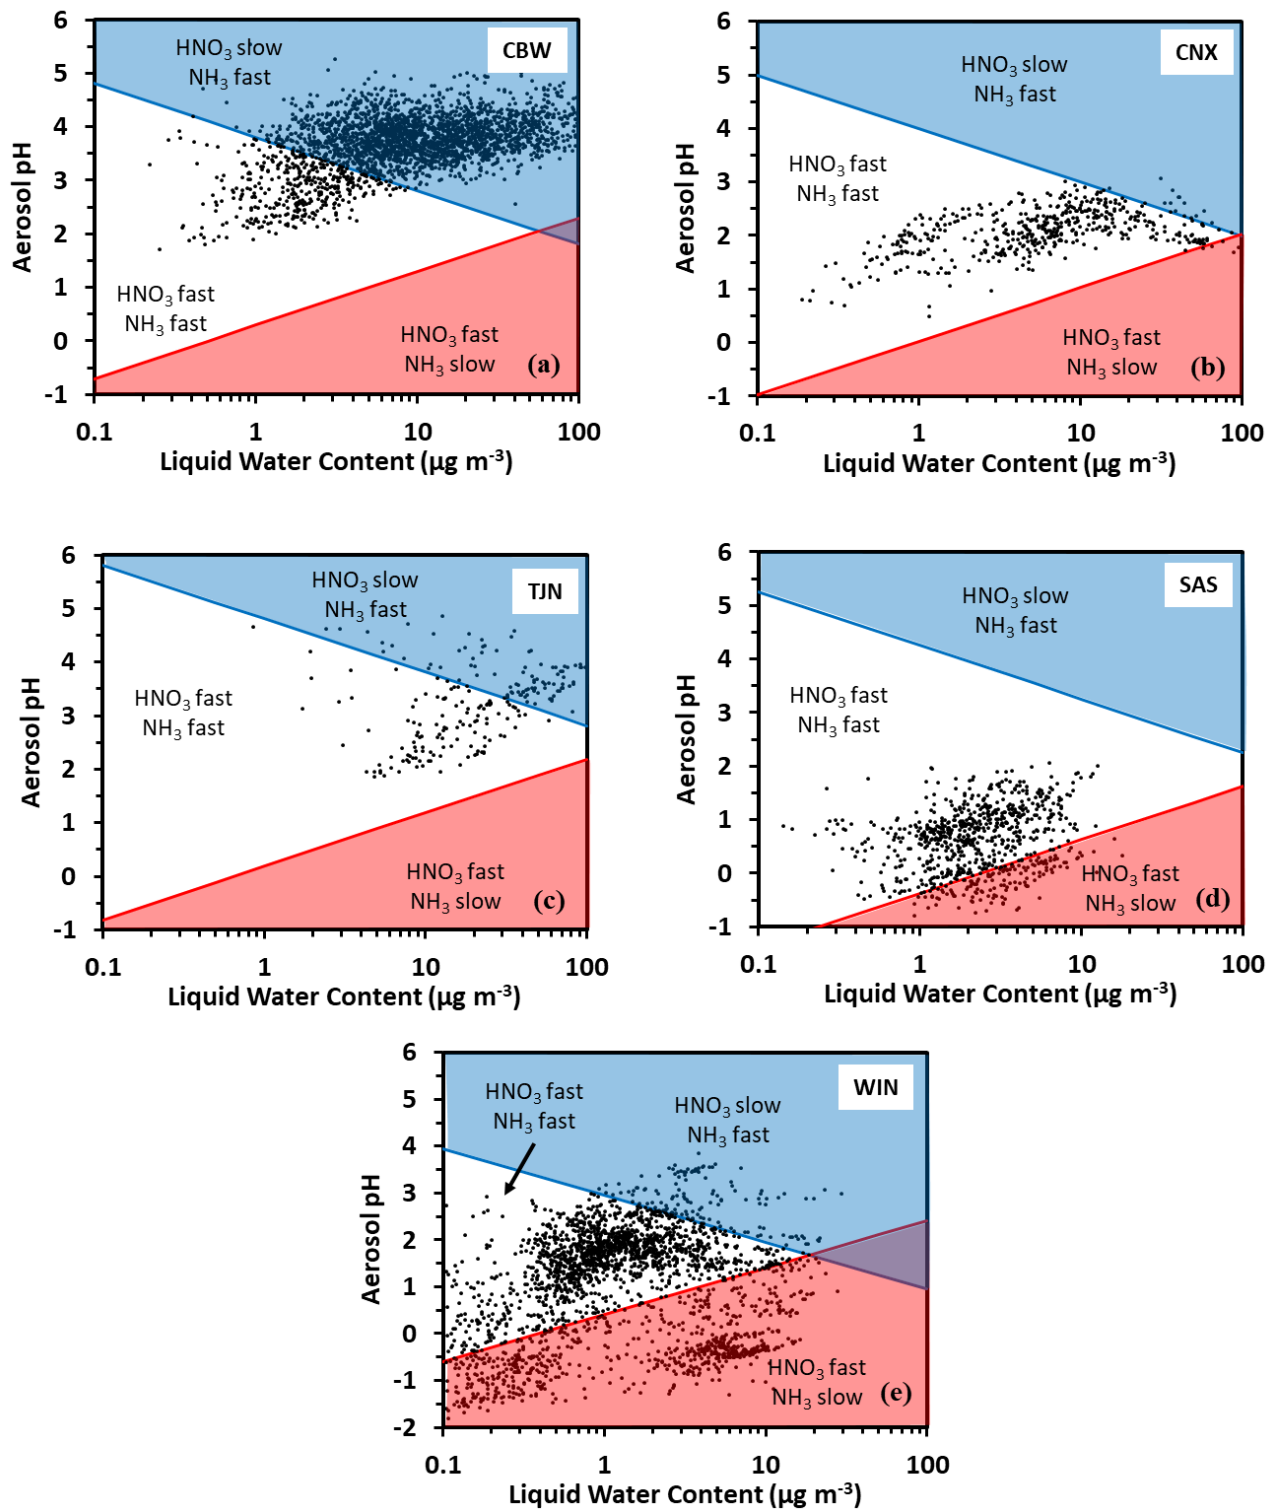 6
5
4
3
2
1
0
-1
Aerosol pH
HNO3 slow
NH3 fast
CBW
HNO3 fast
NH3 fast
HNO3 fast
NH3 slow
(a)
0.1 1 10 100
Liquid Water Content (μg m-3)
6
5
4
3
2
1
0
-1
Aerosol pH
CNX
HNO3 slow
NH3 fast
HNO3 fast
NH3 fast
HNO3 fast
NH3 slow
(b)
0.1 1 10 100
Liquid Water Content (μg m-3)
6
5
4
3
2
1
0
-1
Aerosol pH
HNO3 slow
NH3 fast
TJN
HNO3 fast
NH3 fast
HNO3 fast
NH3 slow
(c)
0.1 1 10 100
Liquid Water Content (μg m-3)
6
5
4
3
2
1
0
-1
Aerosol pH
SAS
HNO3 slow
NH3 fast
HNO3 fast
NH3 fast
HNO3 fast
NH3 slow
(d)
0.1 1 10 100
Liquid Water Content (μg m-3)
6
5
4
3
2
1
0
-1
-2
Aerosol pH
HNO3 fast
NH3 fast
HNO3 slow
NH3 fast
WIN
HNO3 fast
NH3 slow
(e)
0.1 1 10 100
Liquid Water Content (μg m-3)